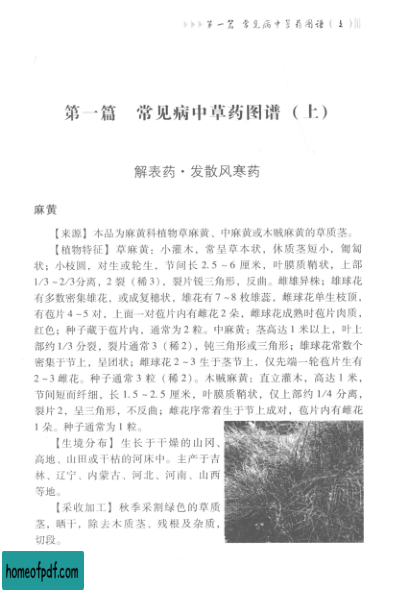 ▷▷▷第一篇 常见病中草药图谱(上)
第一篇 常见病中草药图谱(上)
解表药·发散风寒药
麻黄
【来源】本品为麻黄科植物草麻黄、中麻黄或木贼麻黄的草质茎。
【植物特征】草麻黄:小灌木,常呈草本状,体质茎短小,匍匐
状;小枝圆,对生或轮生,节间长2.5~6厘米,叶膜质鞘状,上部
1/3~2/3分离,2裂(稀3),裂片锐三角形,反曲。雌雄异株:雄球花
有多数密集雄花,或成复穗状,雄花有7~8枚雄蕊,雌球花单生枝顶,
有苞片4~5对,上面一对苞片内有雌花2朵,雌球花成熟时苞片肉质,
红色;种子藏于苞片内,通常为2粒。中麻黄:茎高达1米以上,叶上
部约1/3分裂,裂片通常3(稀2),钝三角形或三角形;雄球花常数个
密集于节上,呈团状;雌球花2~3生于茎节上,仅先端一轮苞片生有
2~3雌花。种子通常3粒(稀2)。木贼麻黄:直立灌木,高达1米,
节间短而纤细,长1.5~2.5厘米,叶膜质鞘状,仅上部约1/4分离,
裂片2,呈三角形,不反曲;雌花序常着生于节上成对,苞片内有雌花
1朵。种子通常为1粒。
【生境分布】生长于干燥的山冈、
高地、山田或干枯的河床中。主产于吉
林、辽宁、内蒙古、河北、河南、山西
等地。
【采收加工】秋季采割绿色的草质
茎,晒干,除去木质茎、残根及杂质,
切段。
homeofpdf.com